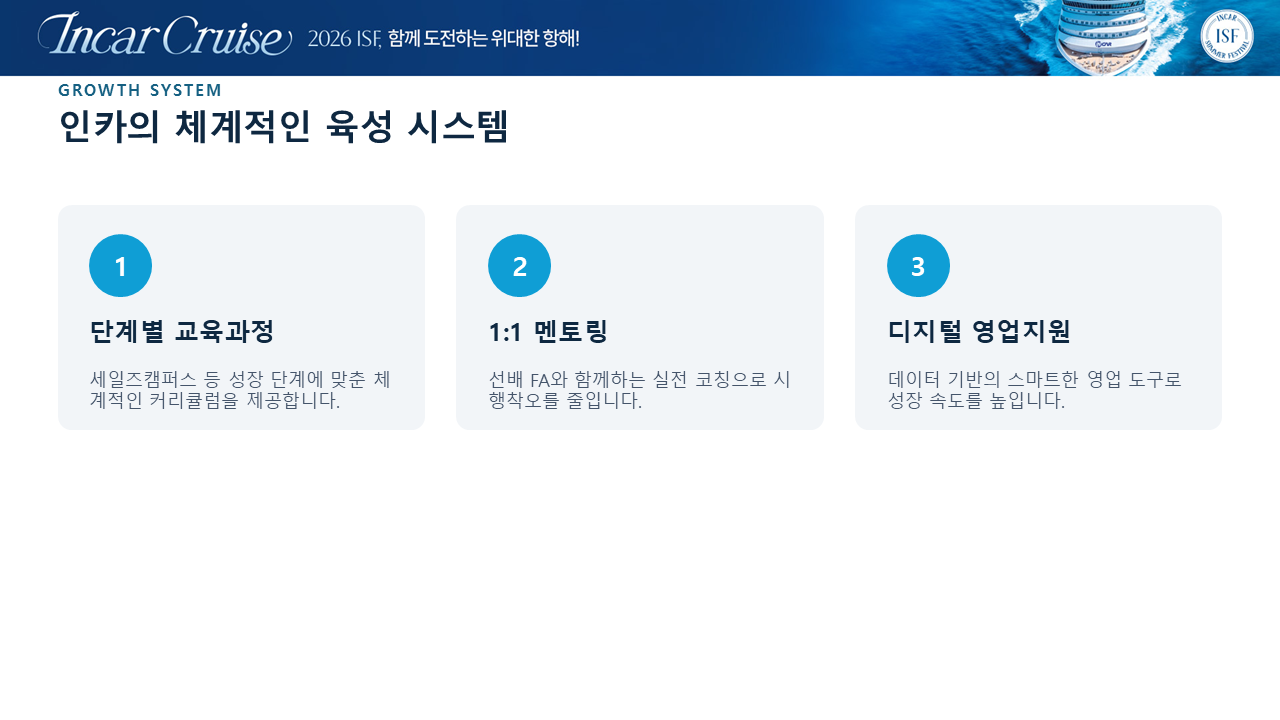 Incar Cruise 2026 ISF, 함께 도전하는 위대한 항해!
INCAR
ISF
SUMMER FESTIVAL
GROWTH SYSTEM
인카의 체계적인 육성 시스템
1
단계별 교육과정
세일즈캠퍼스 등 성장 단계에 맞춘 체
계적인 커리큘럼을 제공합니다.
2
1:1 멘토링
선배 FA와 함께하는 실전 코칭으로 시
행착오를 줄입니다.
3
디지털 영업지원
데이터 기반의 스마트한 영업 도구로
성장 속도를 높입니다.